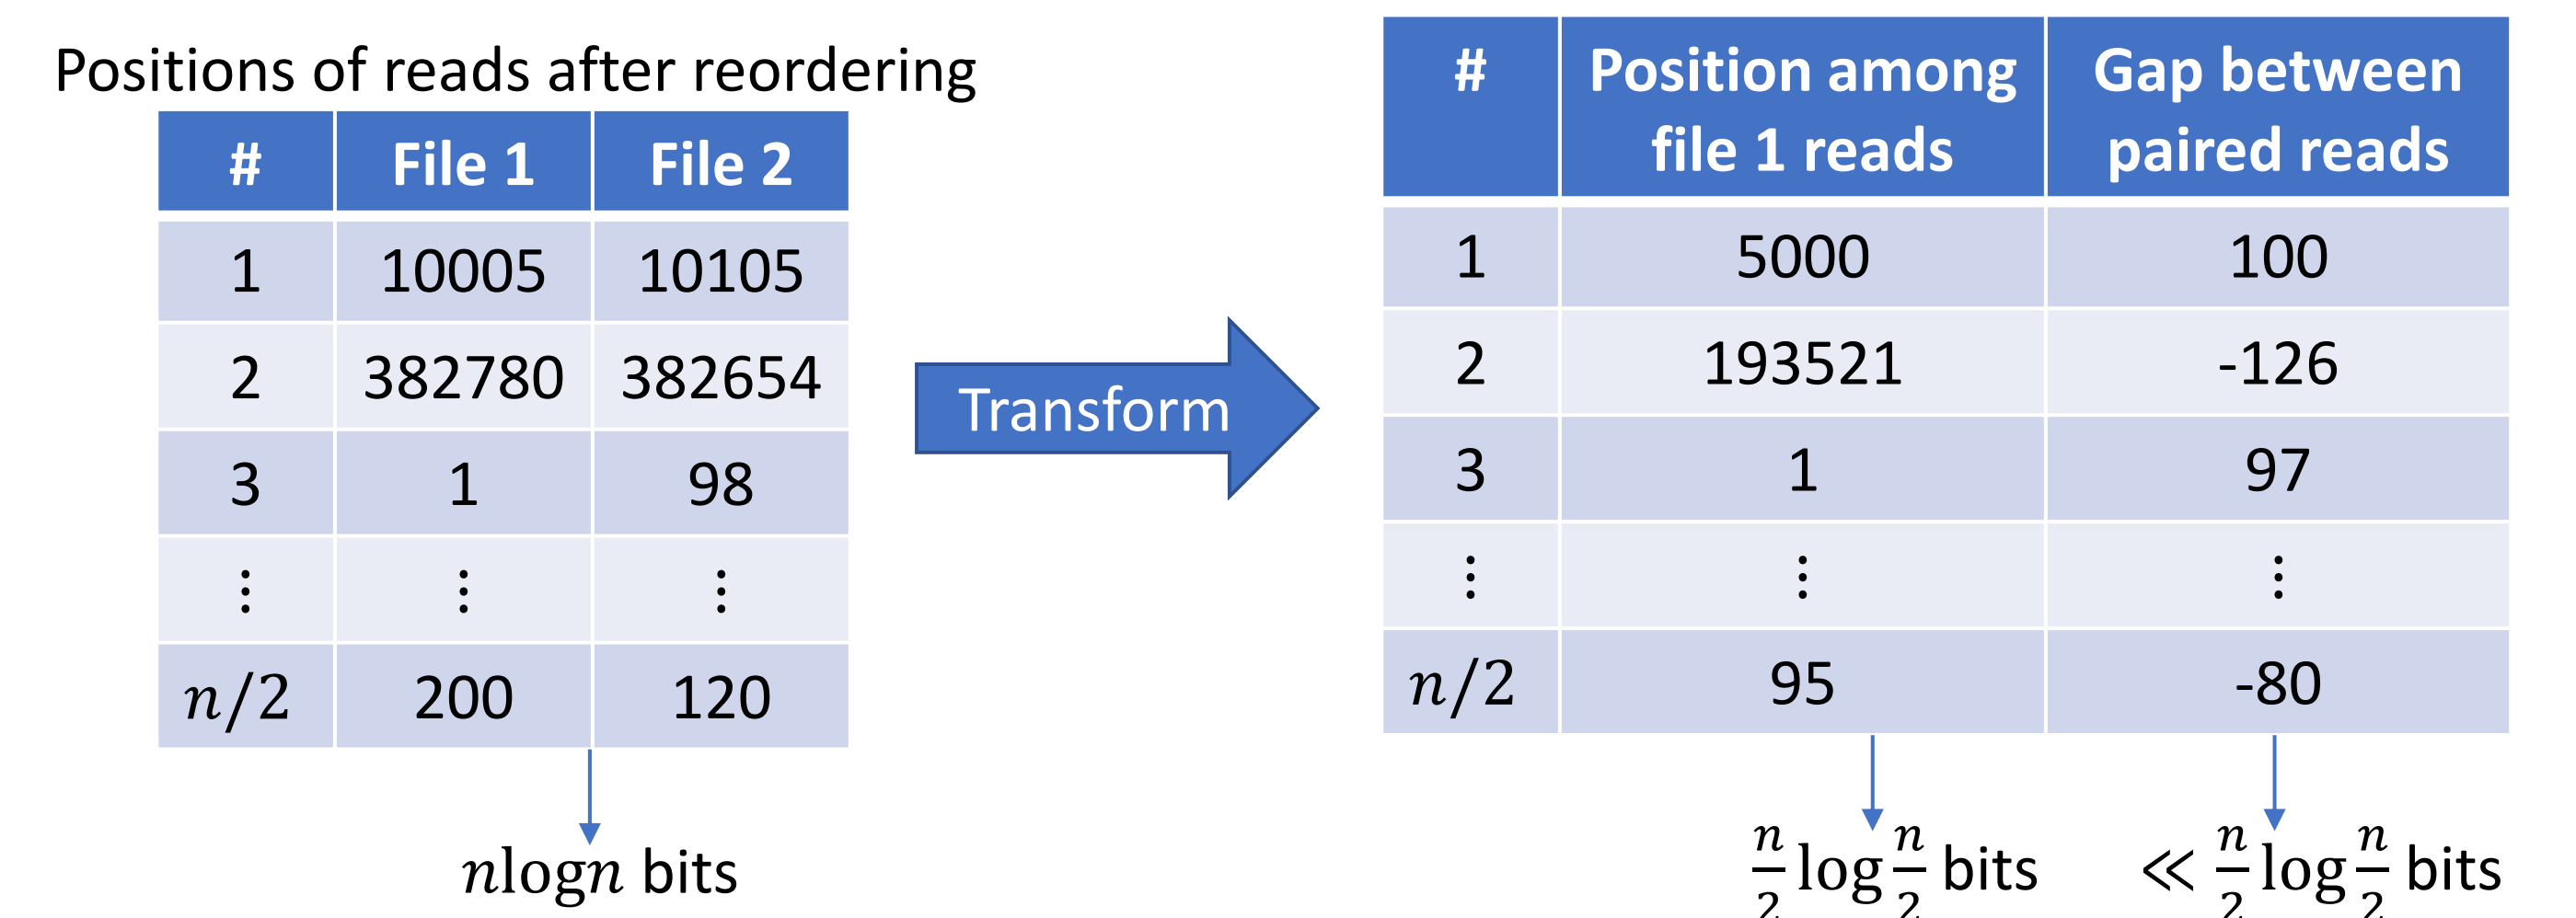 Positions of reads after reordering
# File 1 File 2
1 10005 10105
2 382780 382654
3 1 98
⋮ ⋮ ⋮
n/2 200 120
nlogn bits
Transform
# Position among file 1 reads Gap between paired reads
1 5000 100
2 193521 -126
3 1 97
⋮ ⋮ ⋮
n/2 95 -80
n/2 log n/2 bits ≪ n/2 log n/2 bits